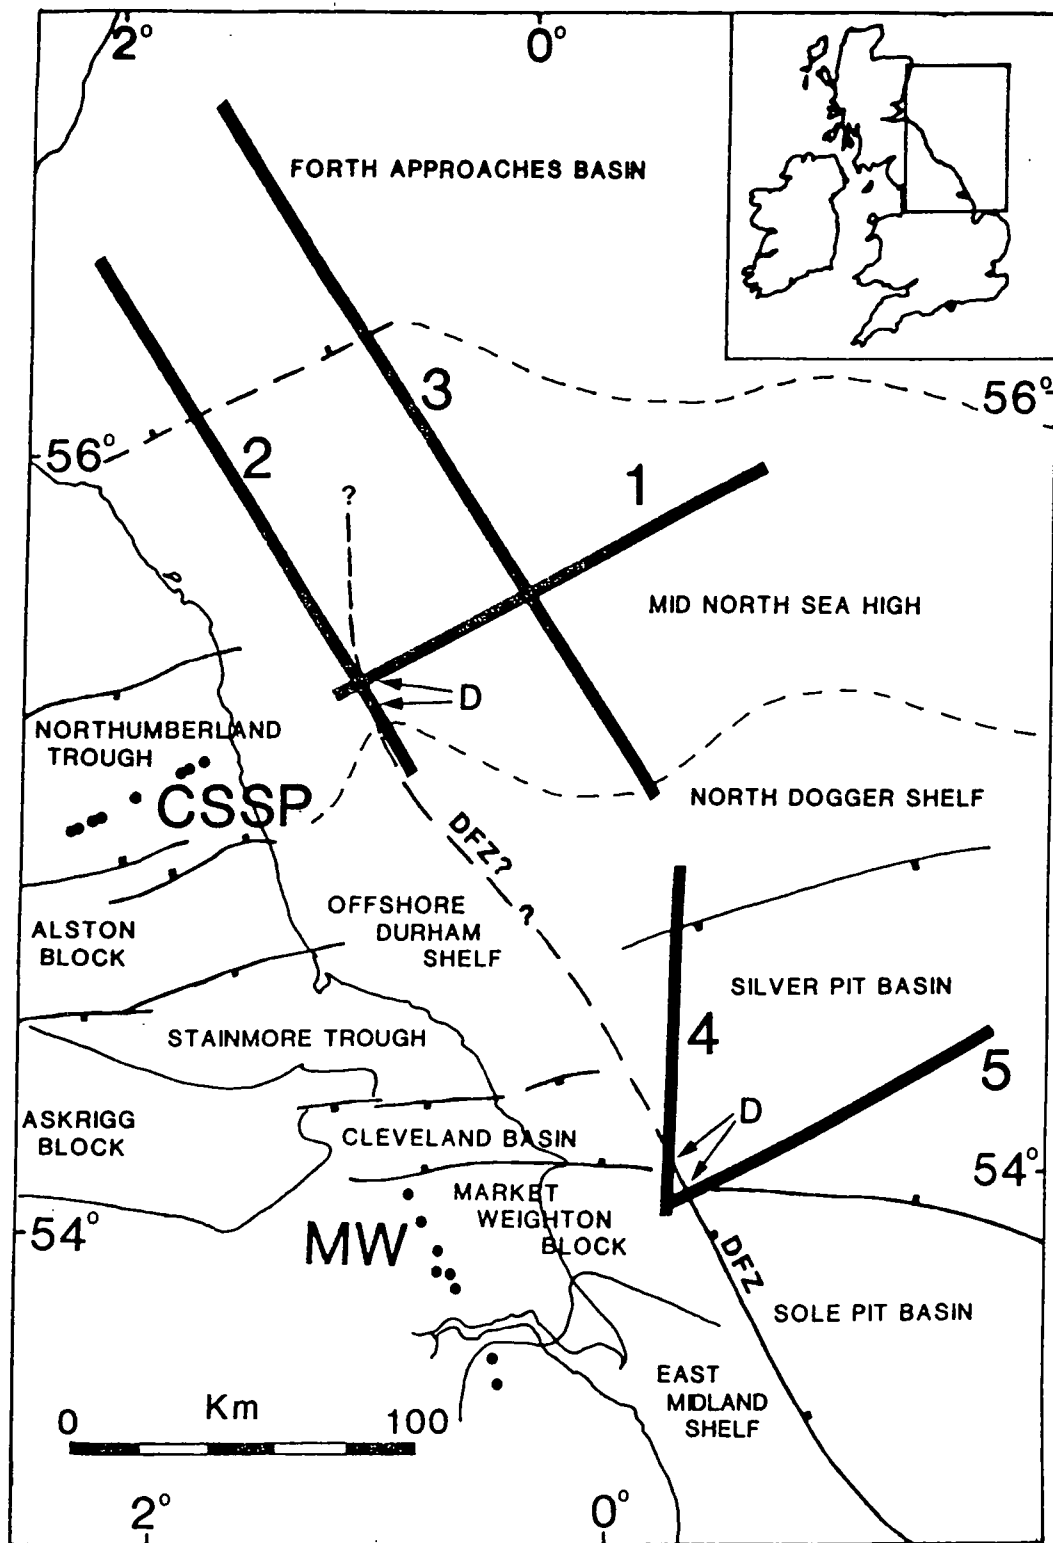 2°
0°
FORTH APPROACHES BASIN
3
56°
56°
2
1
?
MID NORTH SEA HIGH
D
NORTHUMBERLAND
TROUGH
CSSP
NORTH DOGGER SHELF
DFZ?
?
OFFSHORE
DURHAM
SHELF
ALSTON
BLOCK
SILVER PIT BASIN
STAINMORE TROUGH
4
5
D
ASKRIGG
BLOCK
CLEVELAND BASIN
54°
MARKET
WEIGHTON
BLOCK
54°
MW
DFZ
SOLE PIT BASIN
EAST
MIDLAND
SHELF
Km
0
100
2°
0°